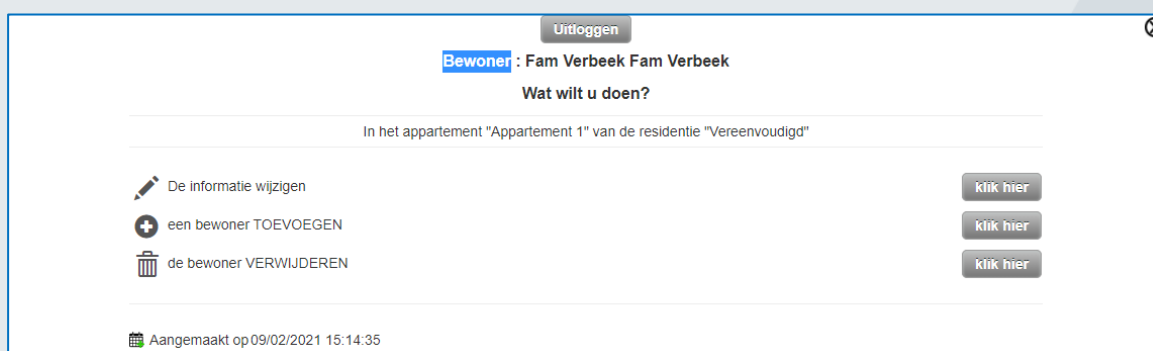 Uitloggen
Bewoner : Fam Verbeek Fam Verbeek
Wat wilt u doen?
In het appartement "Appartement 1" van de residentie "Vereenvoudigd"
De informatie wijzigen klik hier
een bewoner TOEVOEGEN klik hier
de bewoner VERWIJDEREN klik hier
Aangemaakt op 09/02/2021 15:14:35